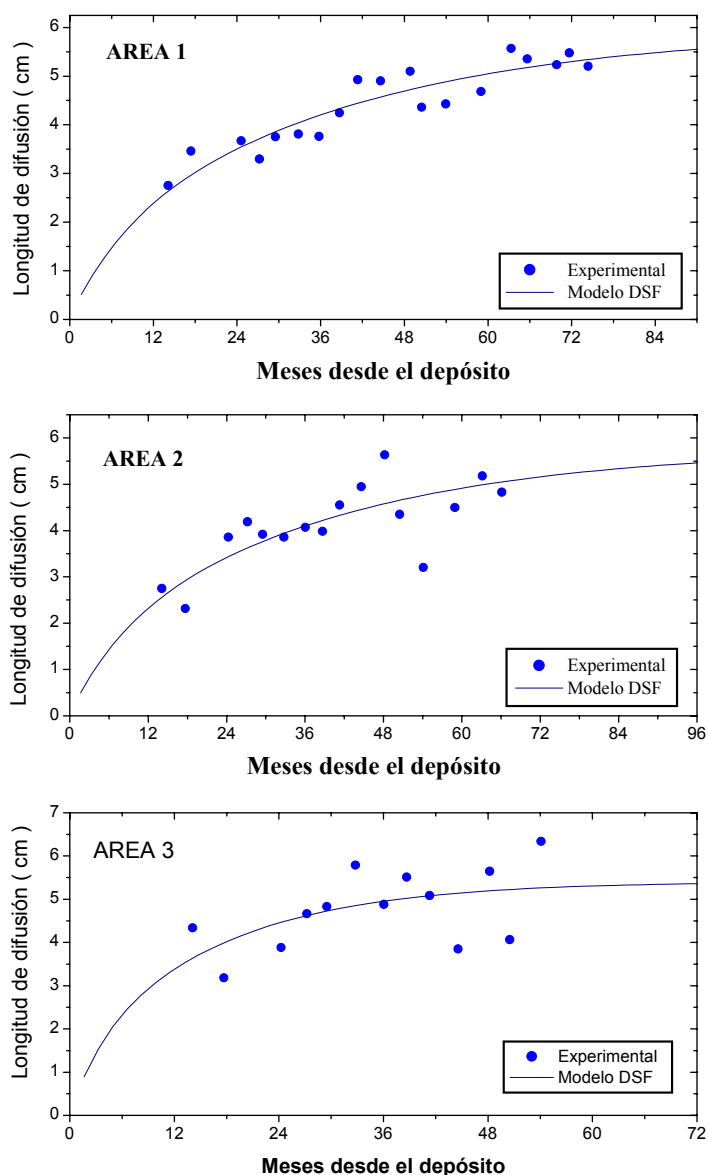 AREA 1
Longitud de difusión ( cm )
6
5
4
3
2
1
0
0 12 24 36 48 60 72 84
Experimental
Modelo DSF
Meses desde el depósito
AREA 2
Longitud de difusión ( cm )
6
5
4
3
2
1
0
0 12 24 36 48 60 72 84 96
Experimental
Modelo DSF
Meses desde el depósito
AREA 3
Longitud de difusión ( cm )
7
6
5
4
3
2
1
0
0 12 24 36 48 60 72
Experimental
Modelo DSF
Meses desde el depósito